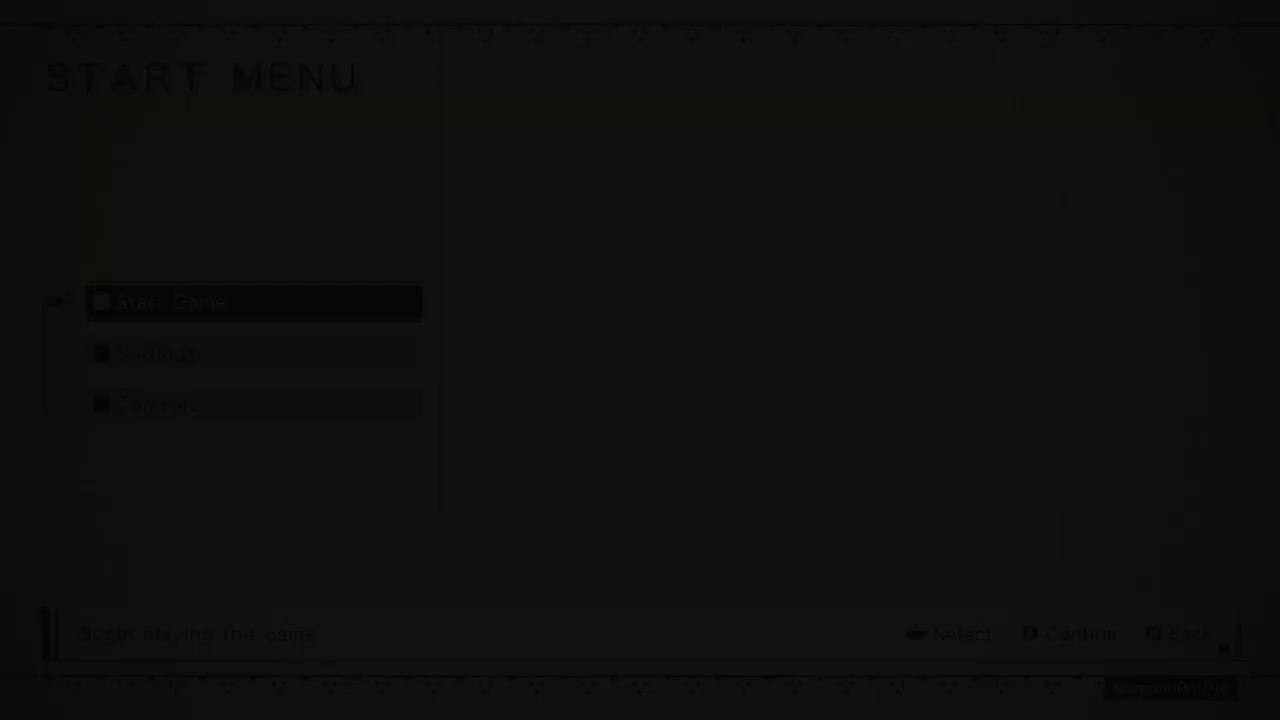 START MENU
Start Game
Settings
Controls
Begin playing the game.
Select
Confirm
Back